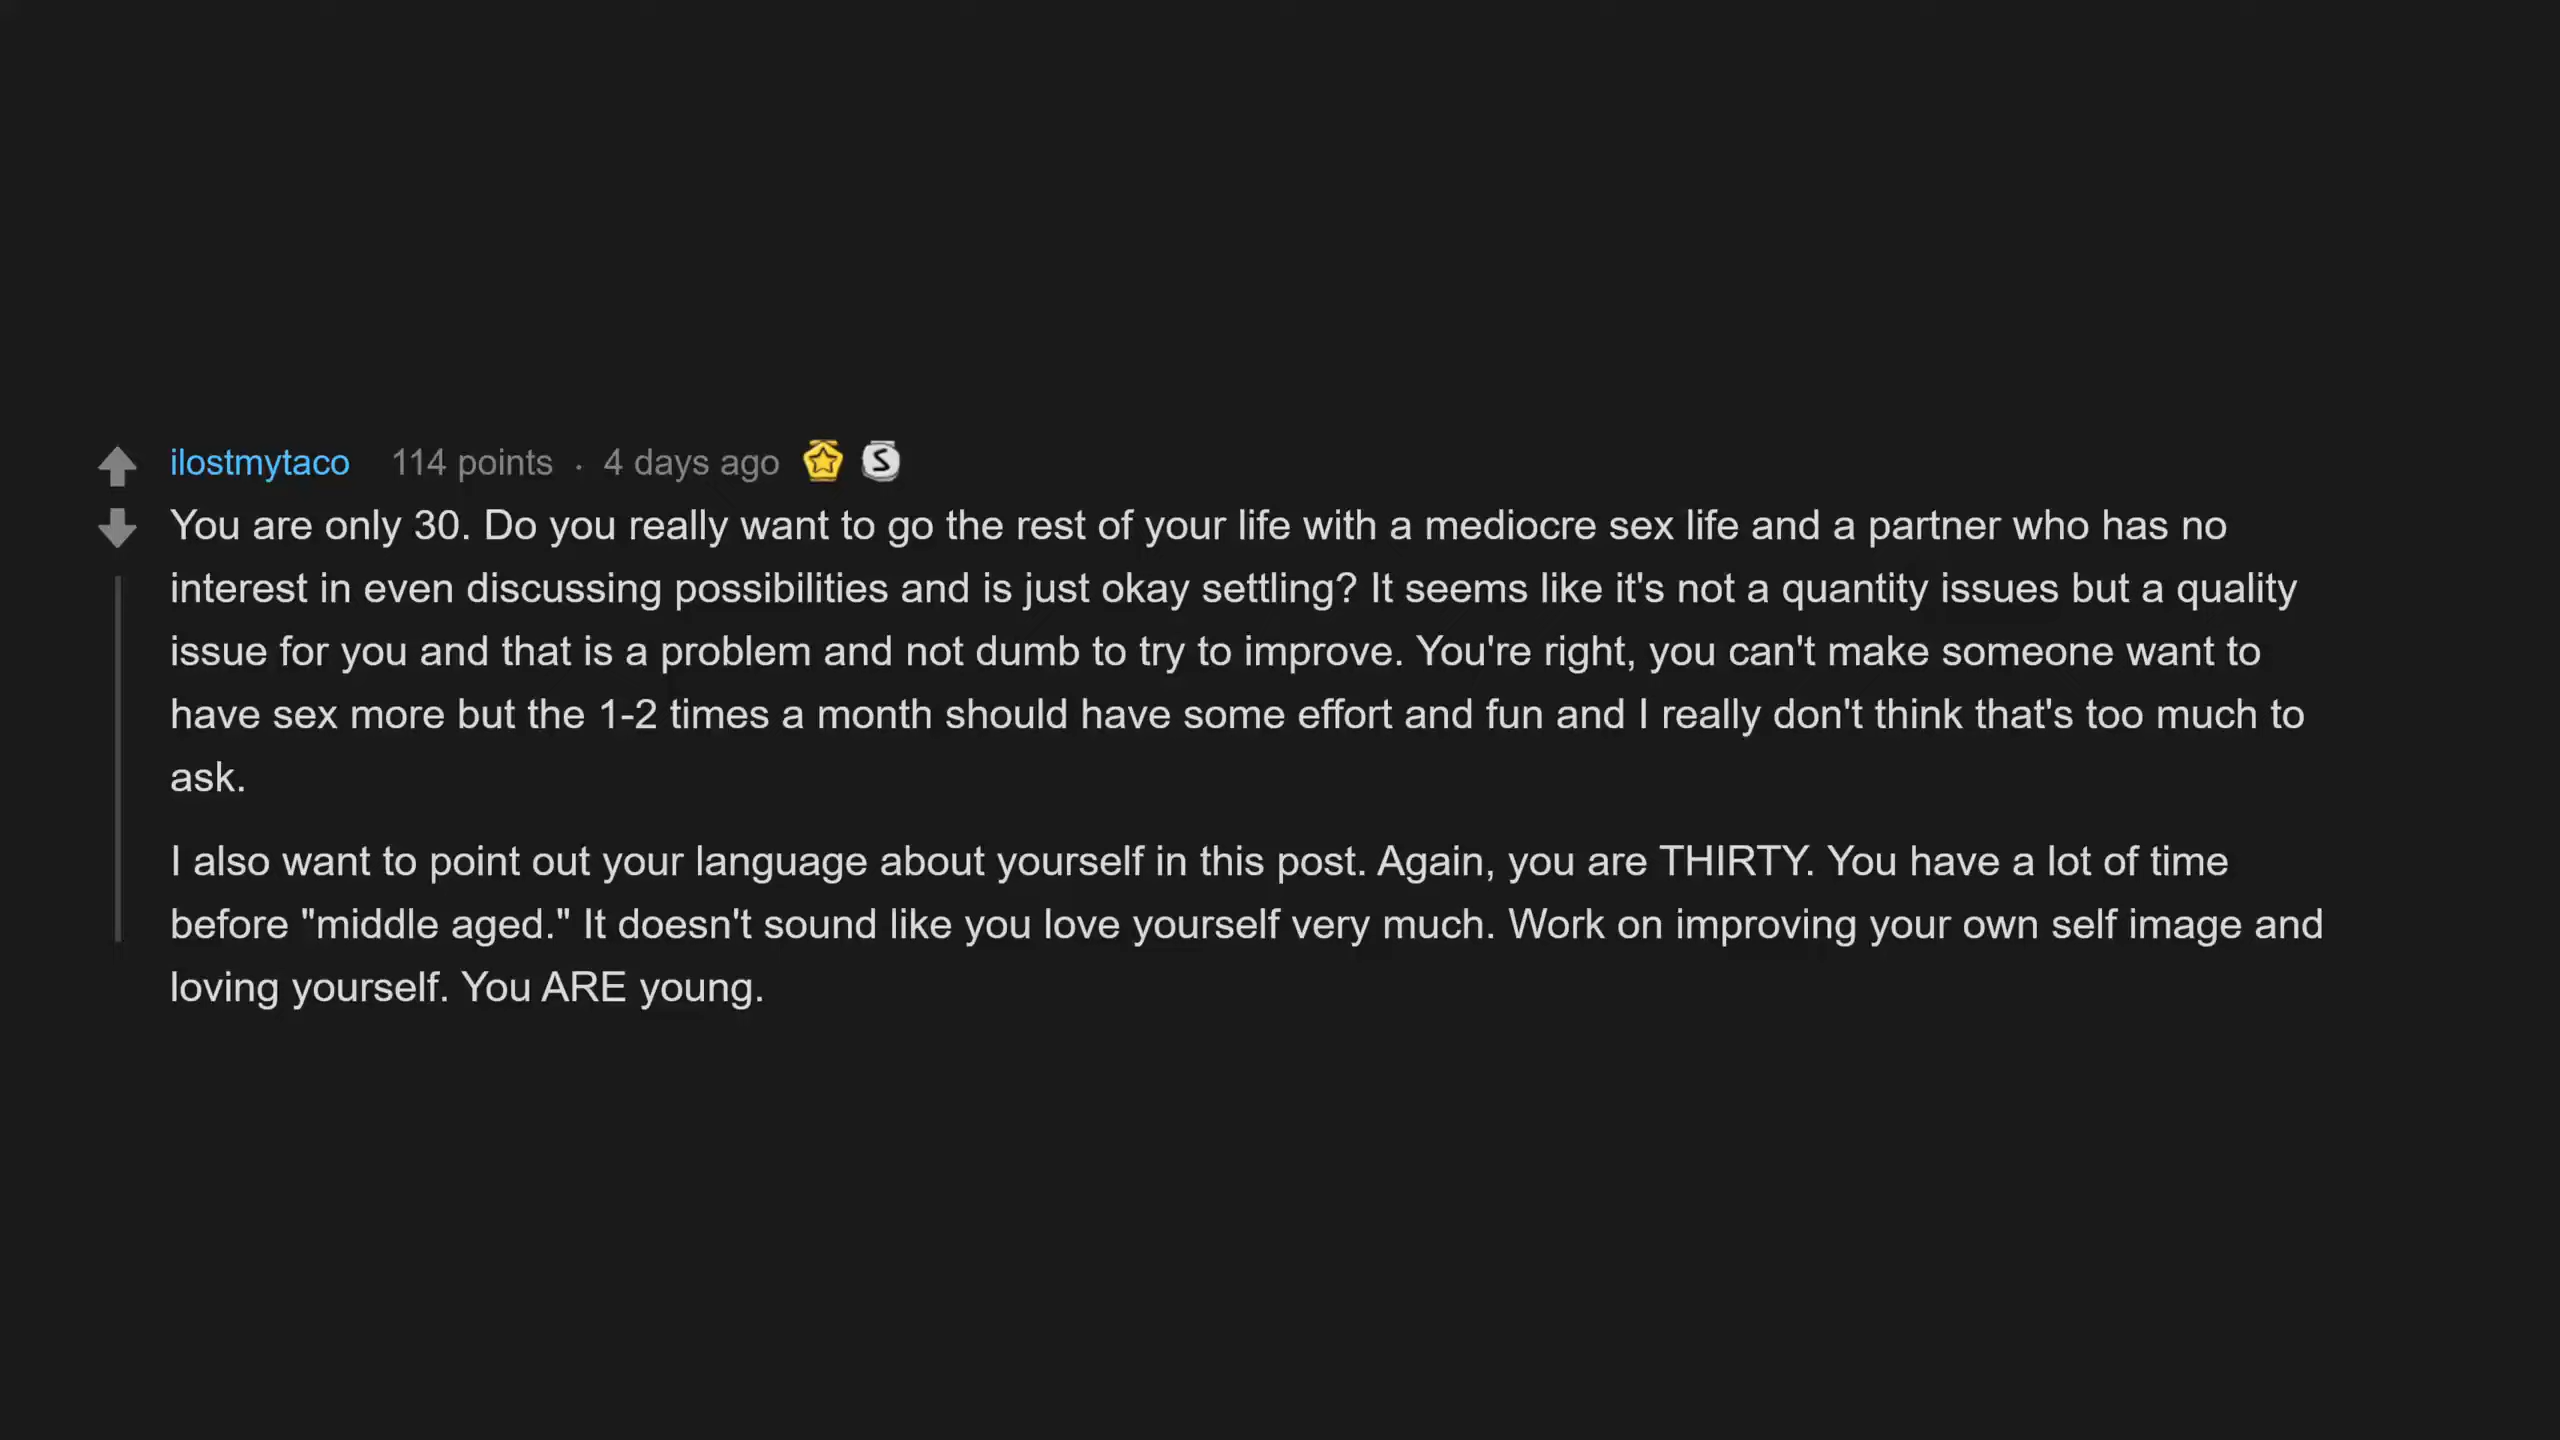 ilostmytaco 114 points · 4 days ago
You are only 30. Do you really want to go the rest of your life with a mediocre sex life and a partner who has no
interest in even discussing possibilities and is just okay settling? It seems like it's not a quantity issues but a quality
issue for you and that is a problem and not dumb to try to improve. You're right, you can't make someone want to
have sex more but the 1-2 times a month should have some effort and fun and I really don't think that's too much to
ask.
I also want to point out your language about yourself in this post. Again, you are THIRTY. You have a lot of time
before "middle aged." It doesn't sound like you love yourself very much. Work on improving your own self image and
loving yourself. You ARE young.